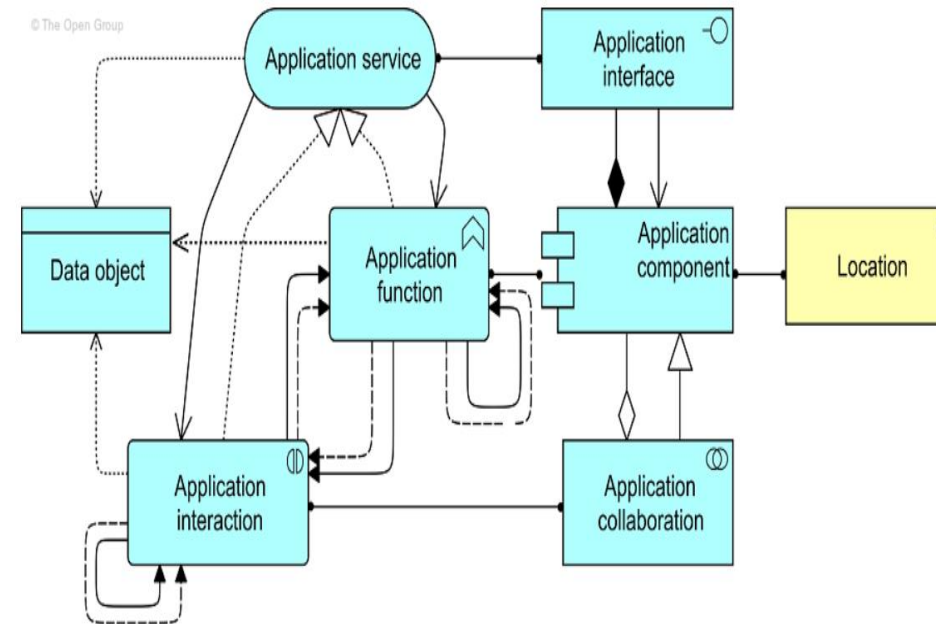 © The Open Group
Application service
Application
interface
Data object
Application
function
Application
component
Location
Application
interaction
Application
collaboration